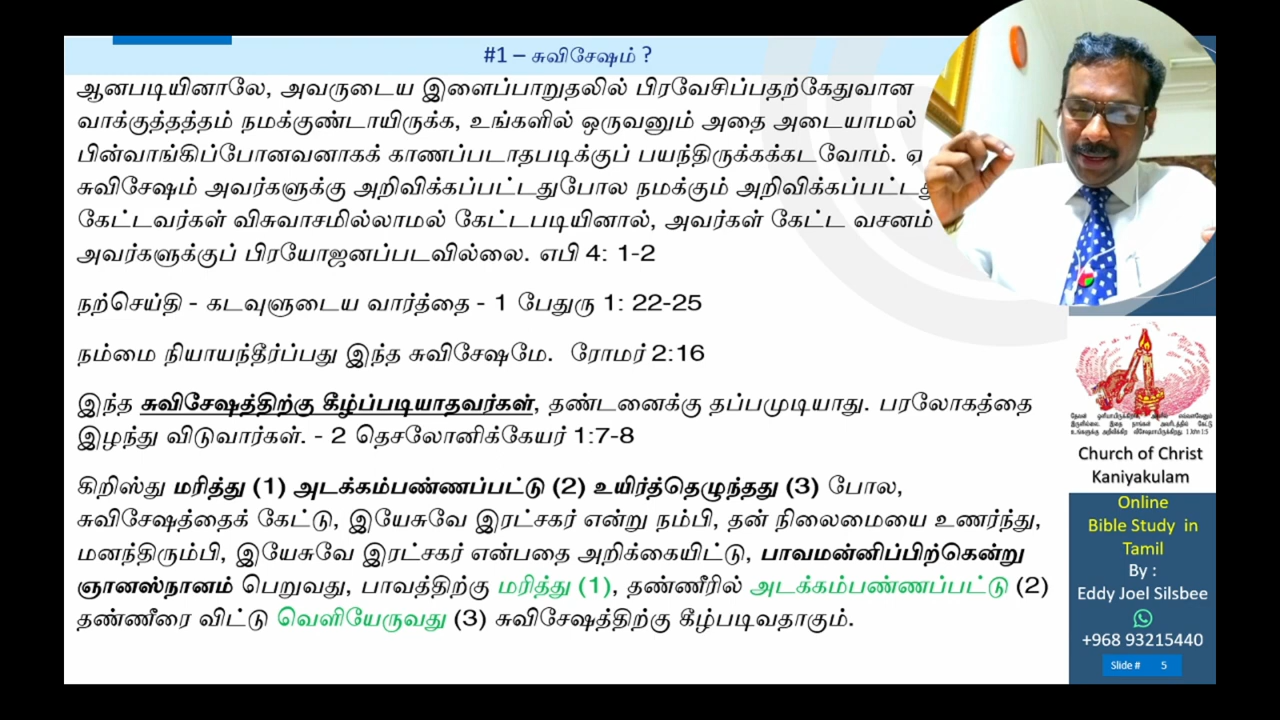 #1 – சுவிசேஷம் ?
ஆனபடியினாலே, அவருடைய இளைப்பாறுதலில் பிரவேசிப்பதற்கேதுவான
வாக்குத்தத்தம் நமக்குண்டாயிருக்க, உங்களில் ஒருவனும் அதை அடையாமல்
பின்வாங்கிப்போனவனாகக் காணப்படாதபடிக்குப் பயந்திருக்கக்கடவோம்.
சுவிசேஷம் அவர்களுக்கு அறிவிக்கப்பட்டதுபோல நமக்கும்
கேட்டவர்கள் விசுவாசமில்லாமல் கேட்டபடியினால், அவர்கள் கேட்ட வசனம்
அவர்களுக்குப் பிரயோஜனப்படவில்லை. எபி 4: 1-2
நற்செய்தி - கடவுளுடைய வார்த்தை - 1 பேதுரு 1: 22-25
நம்மை நியாயந்தீர்ப்பது இந்த சுவிசேஷமே. ரோமர் 2:16
இந்த சுவிசேஷத்திற்கு கீழ்ப்படியாதவர்கள், தண்டனைக்கு தப்பமுடியாது. பரலோகத்தை
இழந்து விடுவார்கள். - 2 தெசலோனிக்கேயர் 1:7-8
கிறிஸ்து மரித்து (1) அடக்கம்பண்ணப்பட்டு (2) உயிர்த்தெழுந்தது (3) போல,
சுவிசேஷத்தைக் கேட்டு, இயேசுவே இரட்சகர் என்று நம்பி, தன் நிலைமையை உணர்ந்து,
மனந்திரும்பி, இயேசுவே இரட்சகர் என்பதை அறிக்கையிட்டு, பாவமன்னிப்பிற்கென்று
ஞானஸ்நானம் பெறுவது, பாவத்திற்கு மரித்து (1), தண்ணீரில் அடக்கம்பண்ணப்பட்டு (2)
தண்ணீரை விட்டு வெளியேருவது (3) சுவிசேஷத்திற்கு கீழ்படிவதாகும்.
Church of Christ
Kaniyakulam
Online
Bible Study in
Tamil
By :
Eddy Joel Silsbee
+968 93215440
Slide # 5